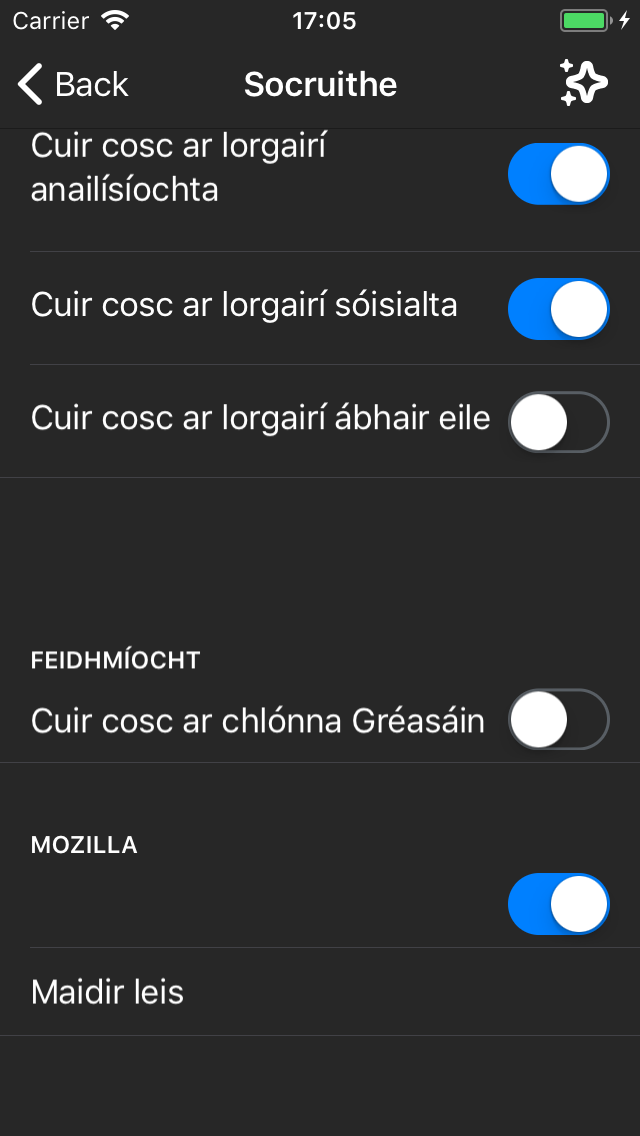 Carrier 17:05
Back Socruithe
Cuir cosc ar lorgairí
anailísíochta
Cuir cosc ar lorgairí sóisialta
Cuir cosc ar lorgairí ábhair eile
FEIDHMÍOCHT
Cuir cosc ar chlónna Gréasáin
MOZILLA
Maidir leis